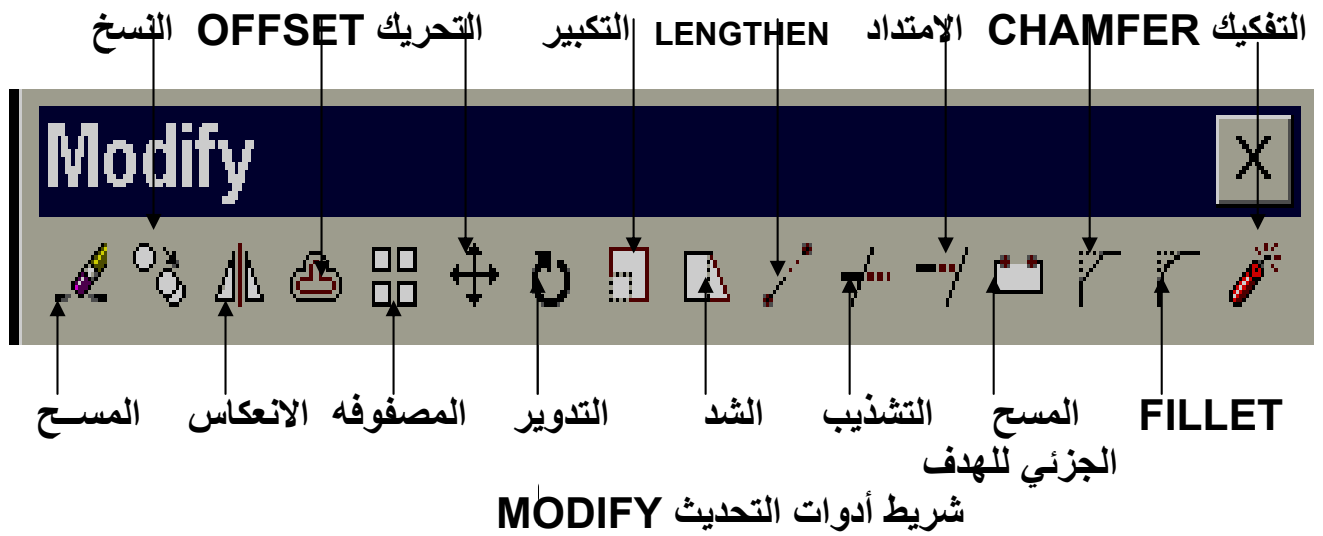 التفكيك CHAMFER الامتداد LENGTHEN التكبير التحريك OFFSET النسخ
Modify X
FILLET المسح التشذيب الشد التدوير المصفوفه الانعكاس المســح
الجزئي للهدف
شريط أدوات التحديث MODIFY